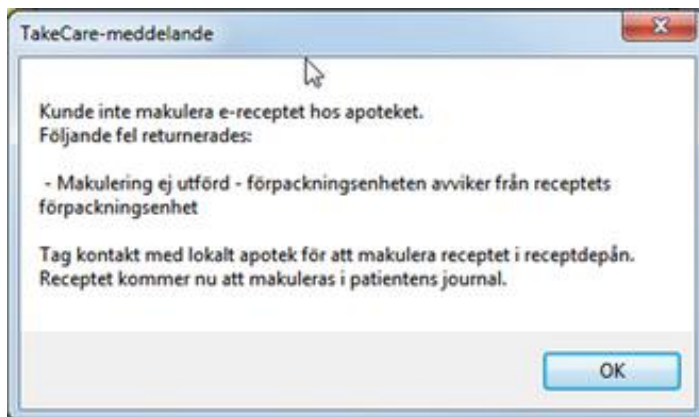 TakeCare-meddelande
Kunde inte makulera e-receptet hos apoteket.
Följande fel returnerades:
- Makulering ej utförd - förpackningsenheten avviker från receptets
förpackningsenhet
Tag kontakt med lokalt apotek för att makulera receptet i receptdepån.
Receptet kommer nu att makuleras i patientens journal.
OK